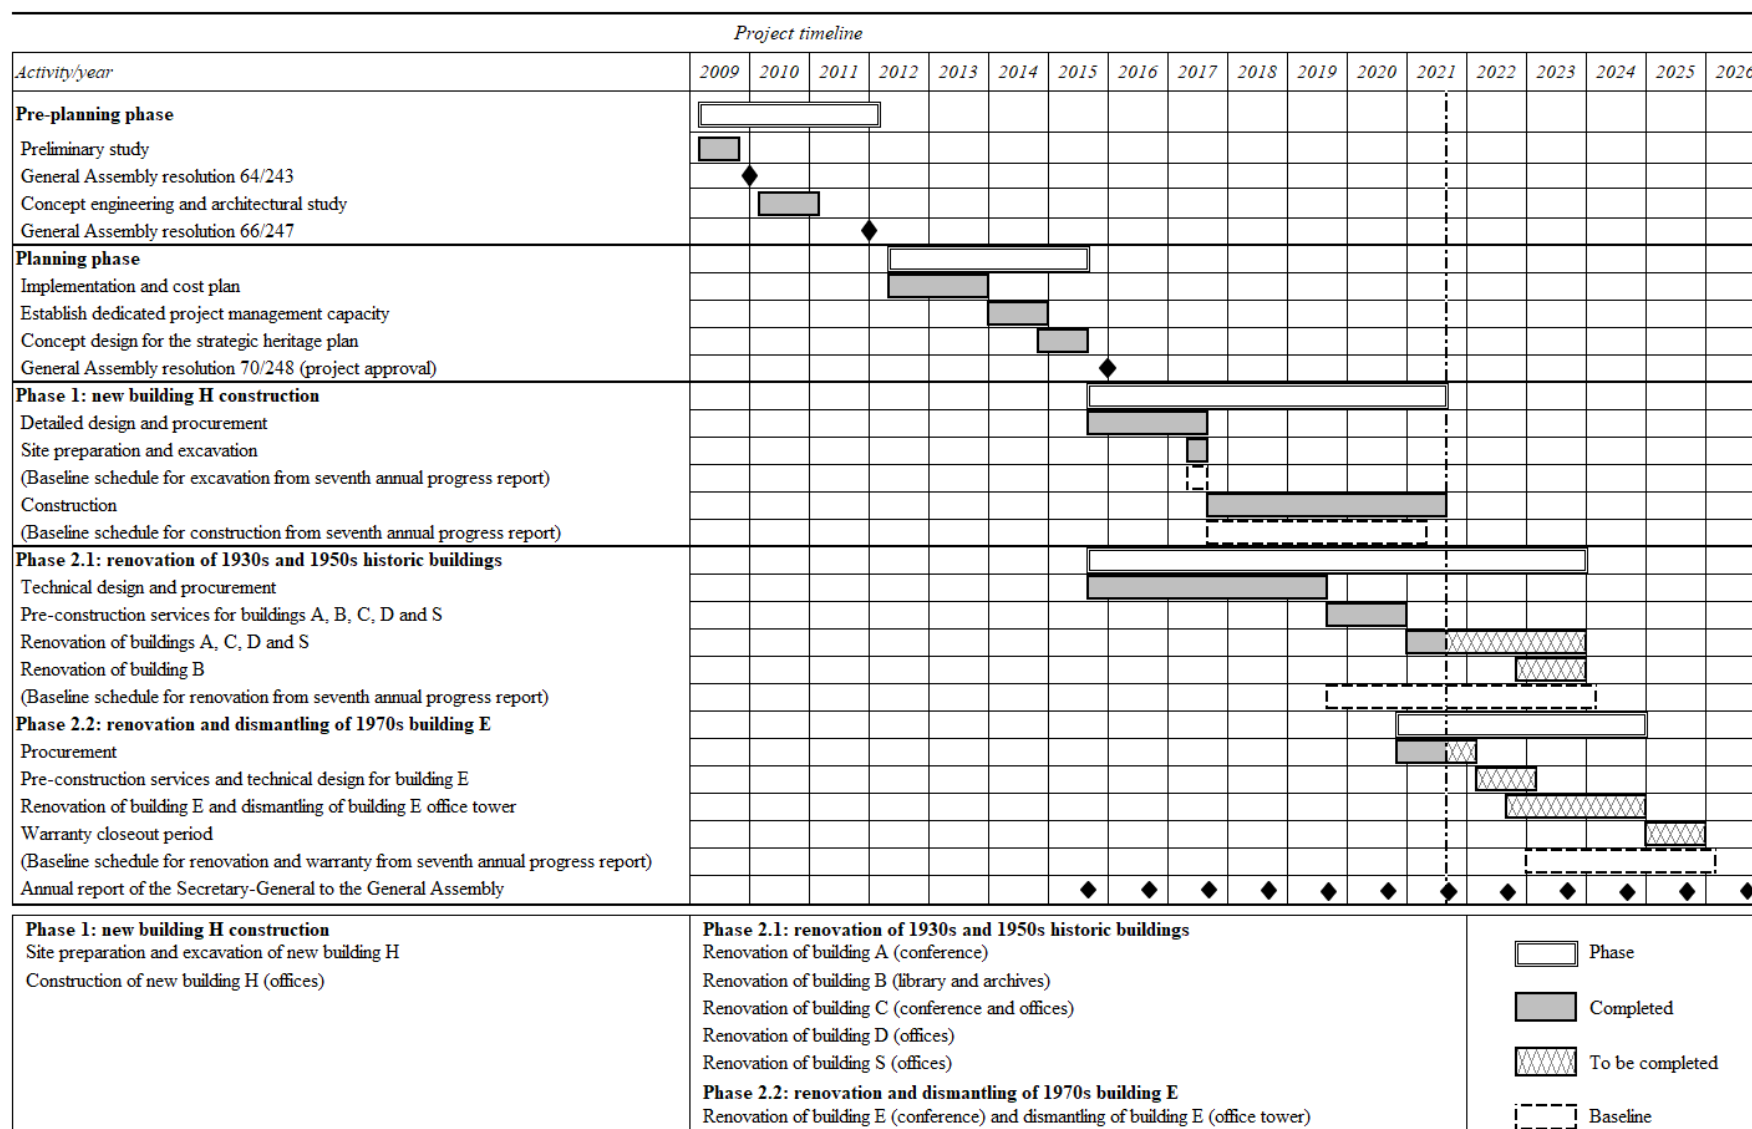 Project timeline
Activity/year 2009 2010 2011 2012 2013 2014 2015 2016 2017 2018 2019 2020 2021 2022 2023 2024 2025 2026
Pre-planning phase
Preliminary study
General Assembly resolution 64/243
Concept engineering and architectural study
General Assembly resolution 66/247
Planning phase
Implementation and cost plan
Establish dedicated project management capacity
Concept design for the strategic heritage plan
General Assembly resolution 70/248 (project approval)
Phase 1: new building H construction
Detailed design and procurement
Site preparation and excavation
(Baseline schedule for excavation from seventh annual progress report)
Construction
(Baseline schedule for construction from seventh annual progress report)
Phase 2.1: renovation of 1930s and 1950s historic buildings
Technical design and procurement
Pre-construction services for buildings A, B, C, D and S
Renovation of buildings A, C, D and S
Renovation of building B
(Baseline schedule for renovation from seventh annual progress report)
Phase 2.2: renovation and dismantling of 1970s building E
Procurement
Pre-construction services and technical design for building E
Renovation of building E and dismantling of building E office tower
Warranty closeout period
(Baseline schedule for renovation and warranty from seventh annual progress report)
Annual report of the Secretary-General to the General Assembly
Phase 1: new building H construction
Site preparation and excavation of new building H
Construction of new building H (offices)
Phase 2.1: renovation of 1930s and 1950s historic buildings
Renovation of building A (conference)
Renovation of building B (library and archives)
Renovation of building C (conference and offices)
Renovation of building D (offices)
Renovation of building S (offices)
Phase 2.2: renovation and dismantling of 1970s building E
Renovation of building E (conference) and dismantling of building E (office tower)
Phase
Completed
To be completed
Baseline